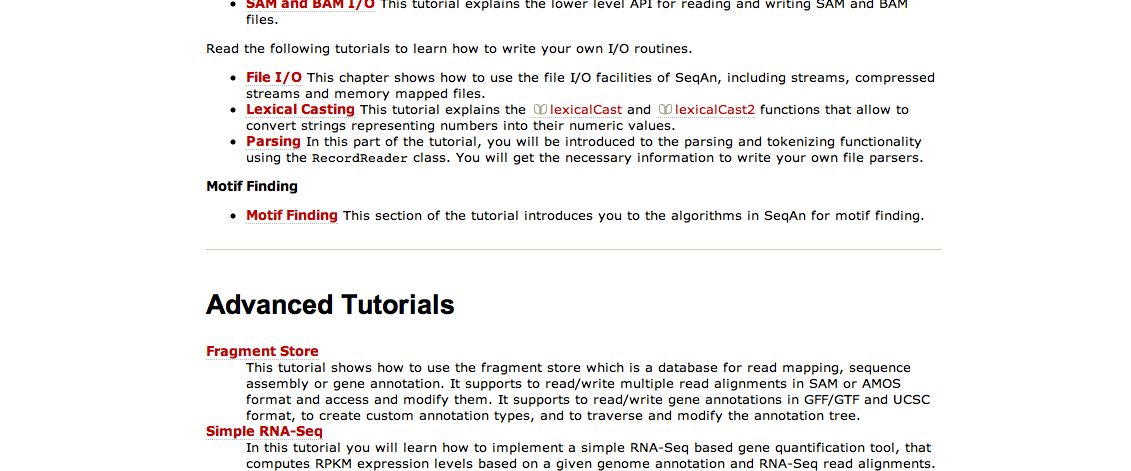 • SAM and BAM I/O This tutorial explains the lower level API for reading and writing SAM and BAM
files.
Read the following tutorials to learn how to write your own I/O routines.
• File I/O This chapter shows how to use the file I/O facilities of SeqAn, including streams, compressed
streams and memory mapped files.
• Lexical Casting This tutorial explains the lexicalCast and lexicalCast2 functions that allow to
convert strings representing numbers into their numeric values.
• Parsing In this part of the tutorial, you will be introduced to the parsing and tokenizing functionality
using the RecordReader class. You will get the necessary information to write your own file parsers.
Motif Finding
• Motif Finding This section of the tutorial introduces you to the algorithms in SeqAn for motif finding.
Advanced Tutorials
Fragment Store
This tutorial shows how to use the fragment store which is a database for read mapping, sequence
assembly or gene annotation. It supports to read/write multiple read alignments in SAM or AMOS
format and access and modify them. It supports to read/write gene annotations in GFF/GTF and UCSC
format, to create custom annotation types, and to traverse and modify the annotation tree.
Simple RNA-Seq
In this tutorial you will learn how to implement a simple RNA-Seq based gene quantification tool, that
computes RPKM expression levels based on a given genome annotation and RNA-Seq read alignments.